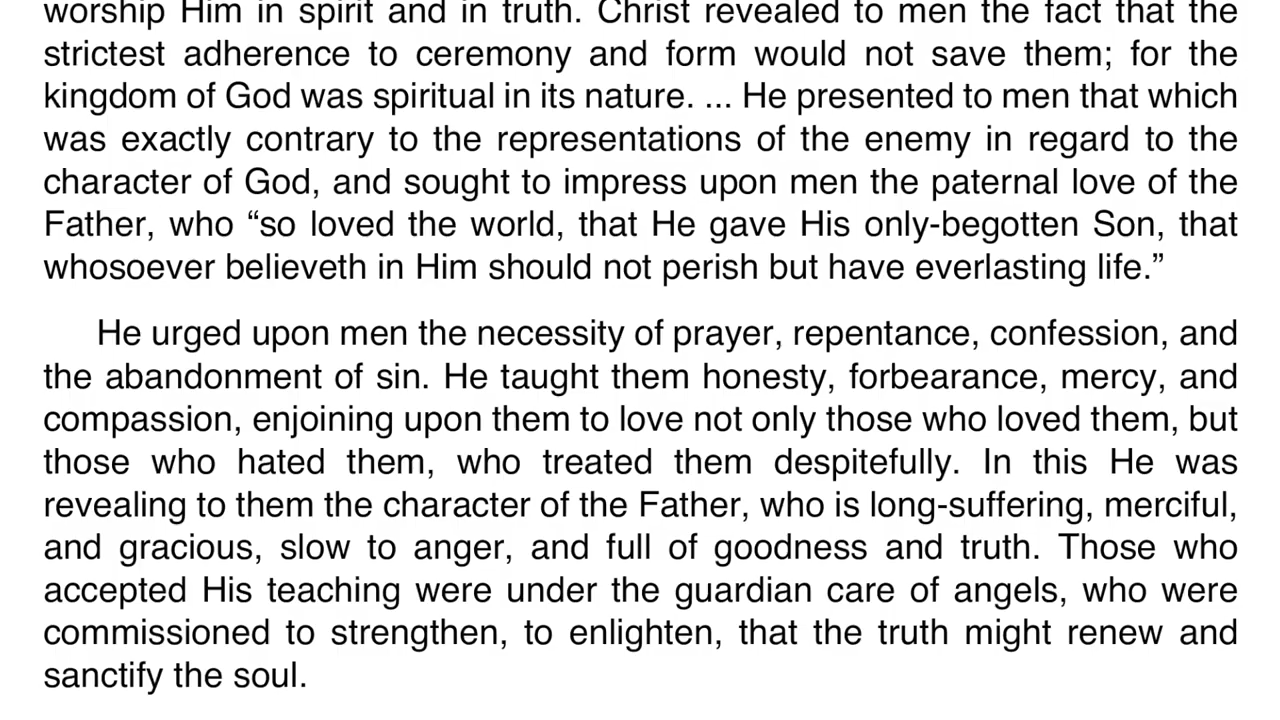 worship Him in spirit and in truth. Christ revealed to men the fact that the
strictest adherence to ceremony and form would not save them; for the
kingdom of God was spiritual in its nature. ... He presented to men that which
was exactly contrary to the representations of the enemy in regard to the
character of God, and sought to impress upon men the paternal love of the
Father, who “so loved the world, that He gave His only-begotten Son, that
whosoever believeth in Him should not perish but have everlasting life.”
He urged upon men the necessity of prayer, repentance, confession, and
the abandonment of sin. He taught them honesty, forbearance, mercy, and
compassion, enjoining upon them to love not only those who loved them, but
those who hated them, who treated them despitefully. In this He was
revealing to them the character of the Father, who is long-suffering, merciful,
and gracious, slow to anger, and full of goodness and truth. Those who
accepted His teaching were under the guardian care of angels, who were
commissioned to strengthen, to enlighten, that the truth might renew and
sanctify the soul.